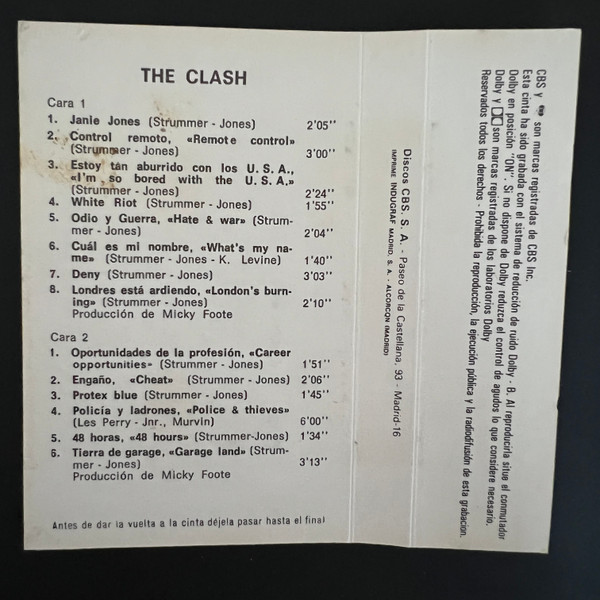 THE CLASH
Cara 1
1. Janie Jones (Strummer - Jones) 2'05''
2. Control remoto, «Remote control»
(Strummer - Jones) 3'00''
3. Estoy tan aburrido con los U. S. A.,
«I'm so bored with the U. S. A.»
(Strummer - Jones) 2'24''
4. White Riot (Strummer - Jones) 1'55''
5. Odio y Guerra, «Hate & war» (Strum-
mer - Jones) 2'04''
6. Cuál es mi nombre, «What's my na-
me» (Strummer - Jones - K. Levine) 1'40''
7. Deny (Strummer - Jones) 3'03''
8. Londres está ardiendo, «London's burn-
ing» (Strummer - Jones) 2'10''
Producción de Micky Foote
Cara 2
1. Oportunidades de la profesión, «Career
opportunities» (Strummer - Jones) 1'51''
2. Engaño, «Cheat» (Strummer - Jones) 2'06''
3. Protex blue (Strummer - Jones) 1'45''
4. Policía y ladrones, «Police & thieves»
(Les Perry - Jnr., Murvin) 6'00''
5. 48 horas, «48 hours» (Strummer-Jones) 1'34''
6. Tierra de garage, «Garage land» (Strum-
mer - Jones) 3'13''
Producción de Micky Foote
Antes de dar la vuelta a la cinta déjela pasar hasta el final
Discos CBS. S. A. - Paseo de la Castellana, 93 - Madrid-16
IMPRIME INDUGRAF MADRID, S. A. - ALCORCON (MADRID)
CBS y son marcas registradas de CBS Inc.
Esta cinta ha sido grabada con el sistema de reducción de ruido Dolby - B. Al reproducirla situe el conmutador
Dolby en posición "ON". Si no dispone de Dolby reduzca el control de agudos lo que considere necesario.
Dolby y son marcas registradas de los laboratorios Dolby
Reservados todos los derechos - Prohibida la reproducción, la ejecución pública y la radiodifusión de esta grabacion.